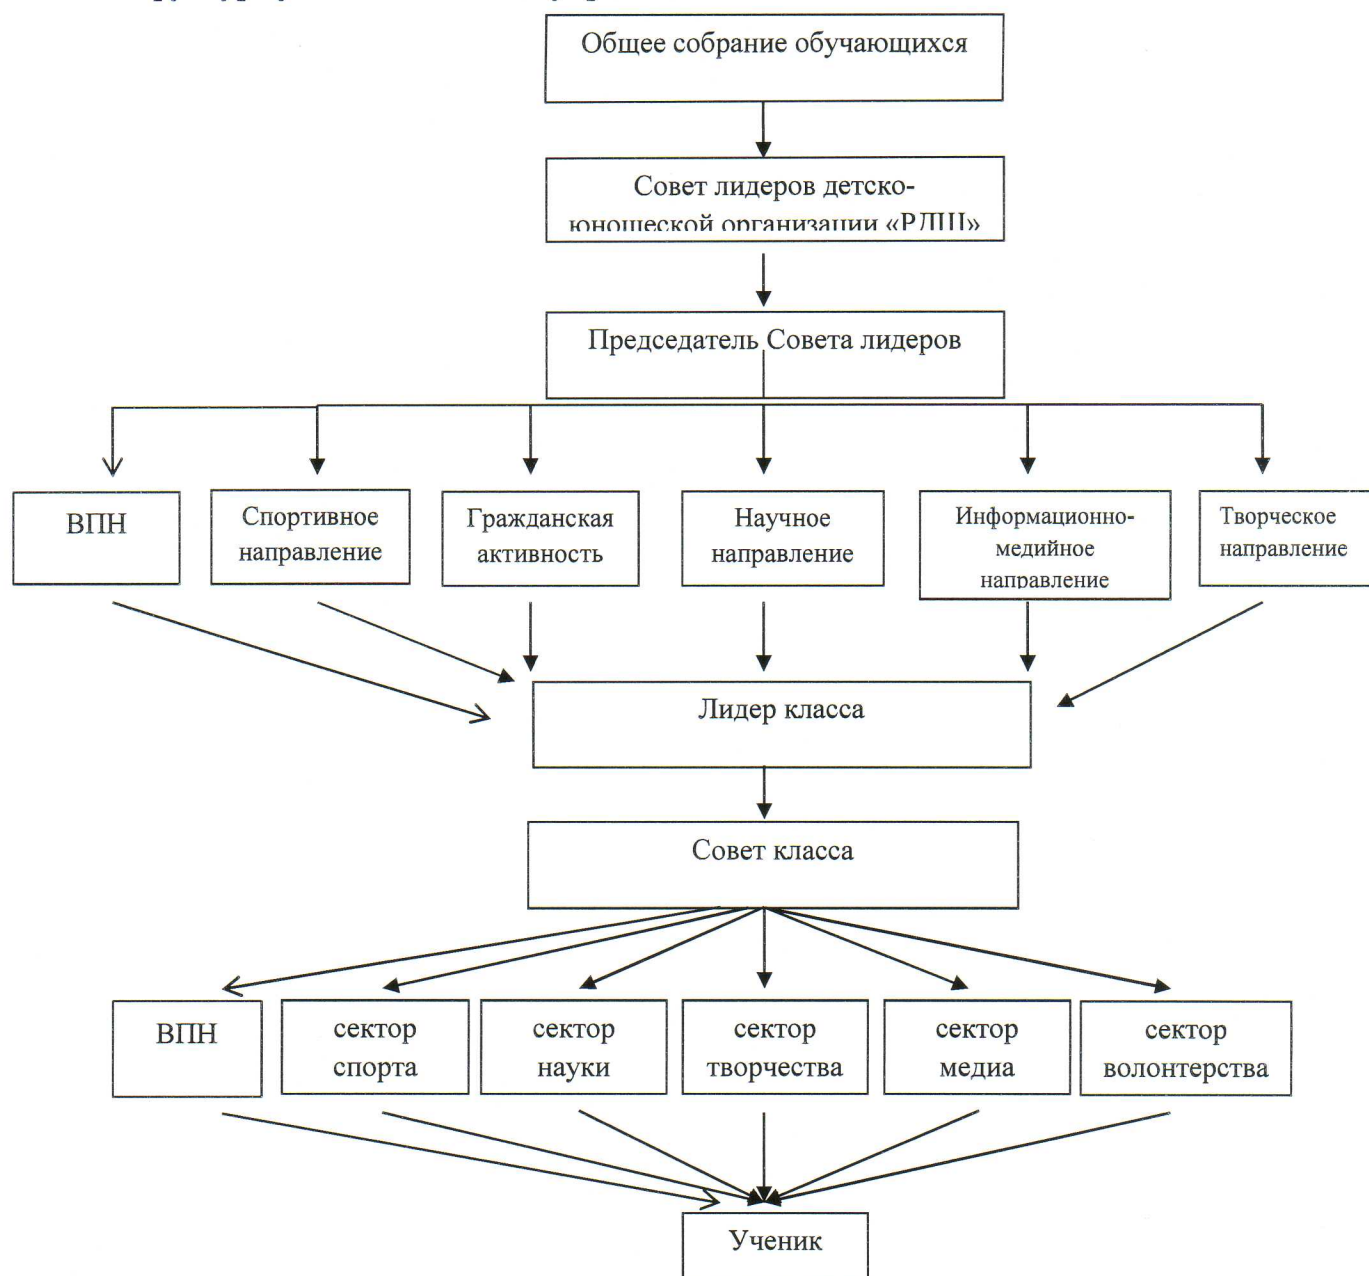 Общее собрание обучающихся
Совет лидеров детско-
юношеской организации «РДШ»
Председатель Совета лидеров
ВПН
Спортивное
направление
Гражданская
активность
Научное
направление
Информационно-
медийное
направление
Творческое
направление
Лидер класса
Совет класса
ВПН
сектор
спорта
сектор
науки
сектор
творчества
сектор
медиа
сектор
волонтерства
Ученик